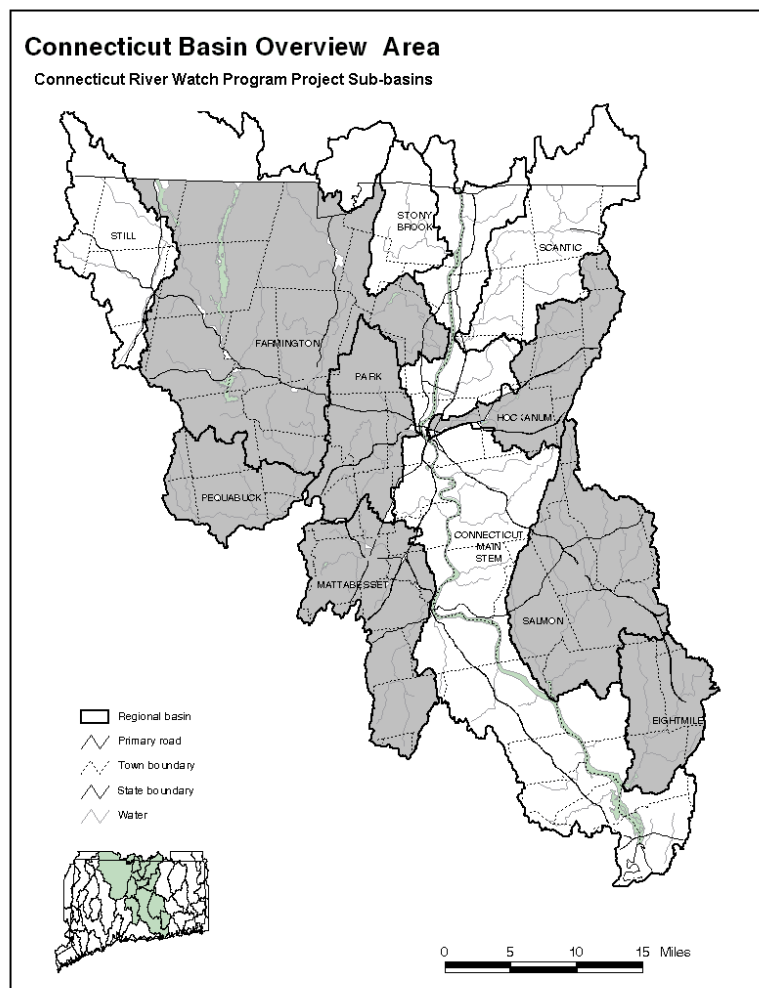 Connecticut Basin Overview Area
Connecticut River Watch Program Project Sub-basins
STILL
STONY
BROOK
SCANTIC
FARMINGTON
PARK
HOCKANUM
PEQUABUCK
CONNECTICUT
MAIN
STEM
MATTABESSET
SALMON
EIGHTMILE
Regional basin
Primary road
Town boundary
State boundary
Water
0 5 10 15 Miles